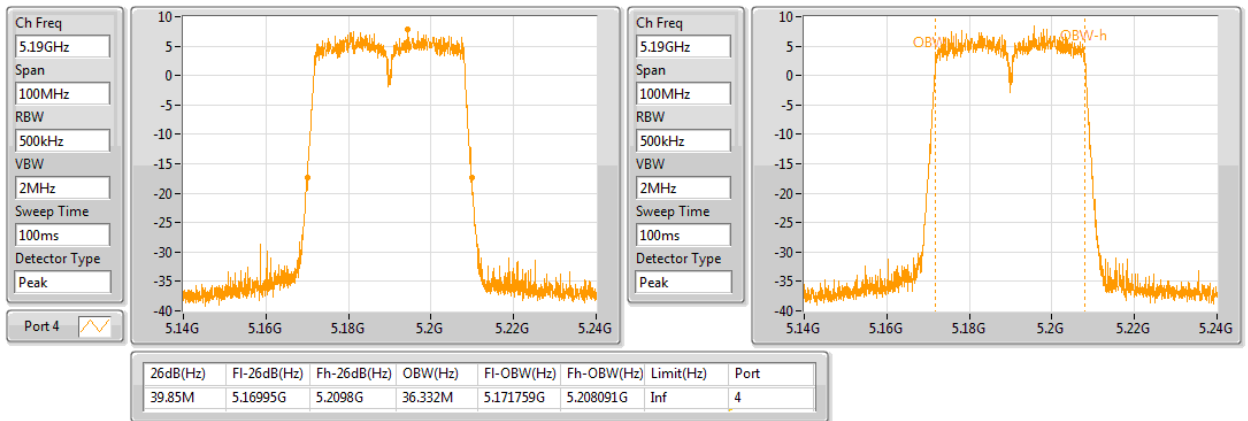 Ch Freq
5.19GHz
Span
100MHz
RBW
500kHz
VBW
2MHz
Sweep Time
100ms
Detector Type
Peak
Port 4
10
5
0
-5
-10
-15
-20
-25
-30
-35
-40
5.14G 5.16G 5.18G 5.2G 5.22G 5.24G
Ch Freq
5.19GHz
Span
100MHz
RBW
500kHz
VBW
2MHz
Sweep Time
100ms
Detector Type
Peak
10
5
0
-5
-10
-15
-20
-25
-30
-35
-40
OBW-h
5.14G 5.16G 5.18G 5.2G 5.22G 5.24G
26dB(Hz) Fl-26dB(Hz) Fh-26dB(Hz) OBW(Hz) Fl-OBW(Hz) Fh-OBW(Hz) Limit(Hz) Port
39.85M 5.16995G 5.2098G 36.332M 5.171759G 5.208091G Inf 4